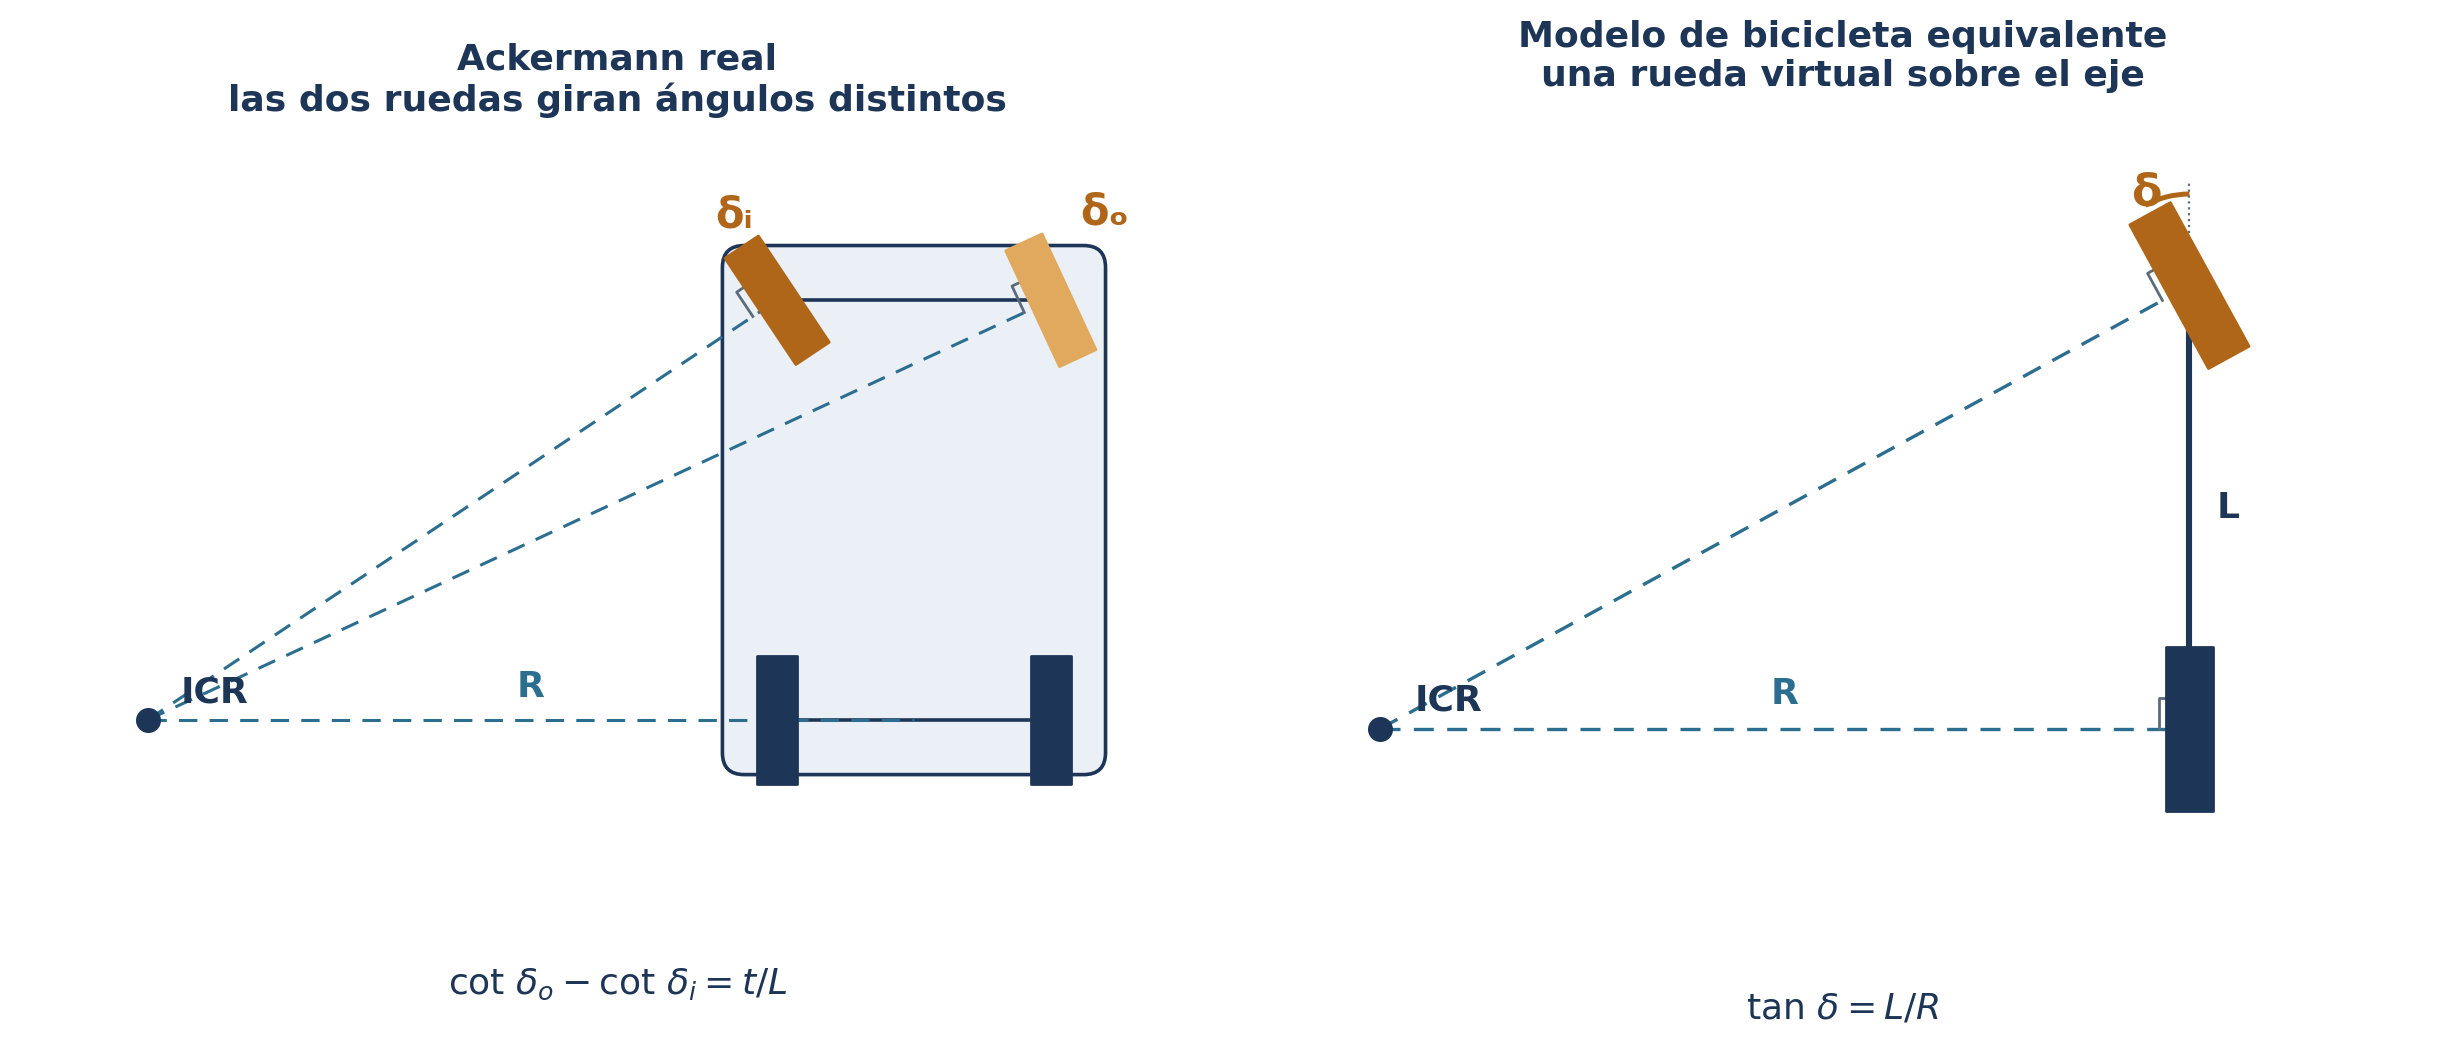 Ackermann real
las dos ruedas giran ángulos distintos
δᵢ
δₒ
ICR
R
cot δₒ − cot δᵢ = t/L
Modelo de bicicleta equivalente
una rueda virtual sobre el eje
δ
L
ICR
R
tan δ = L/R